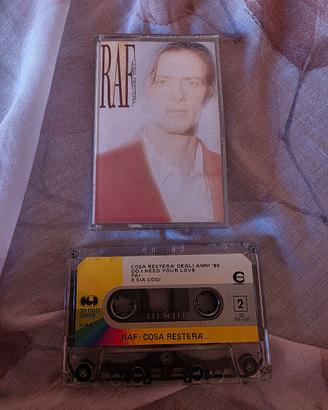 RAF
COSA RESTERÀ...
COSA RESTERA' DEGLI ANNI '80
DO I NEED YOUR LOVE
FAI
E SIA COSI'
2
RAF: COSA RESTERA'...